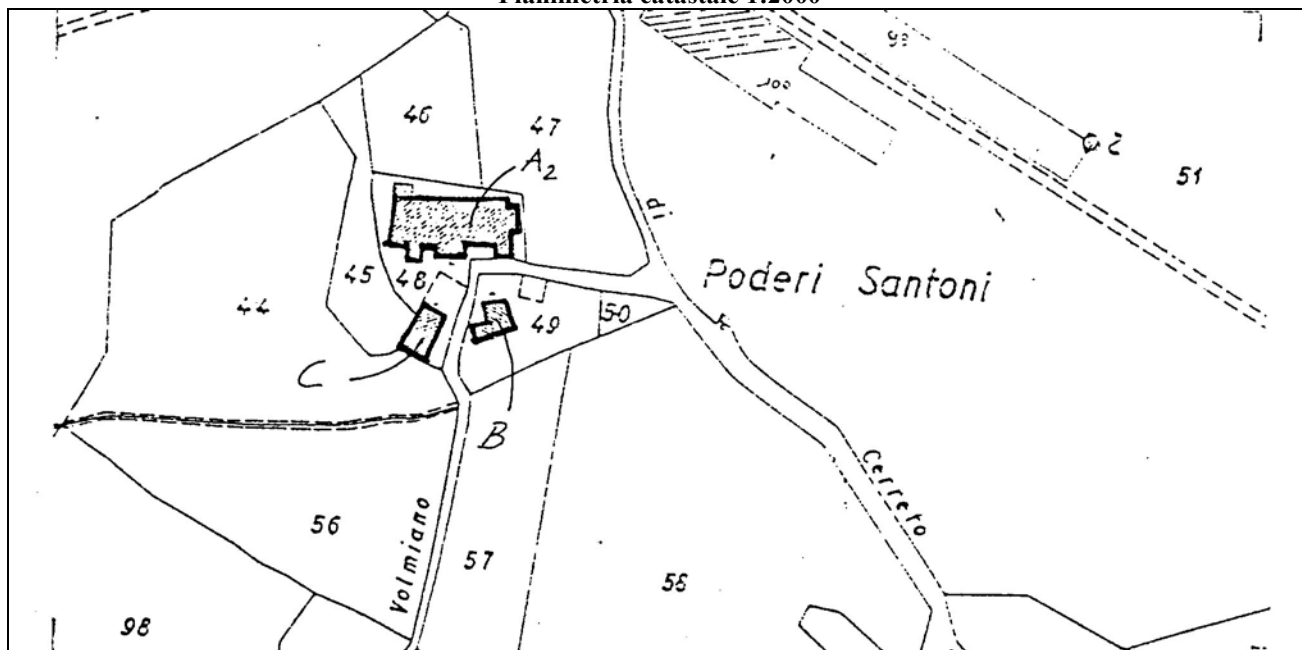 Planimetria catastale 1:2000
46
47
A2
51
di
Poderi Santoni
45
48
44
49
50
C
B
Cerreto
56
Volmiano
57
98